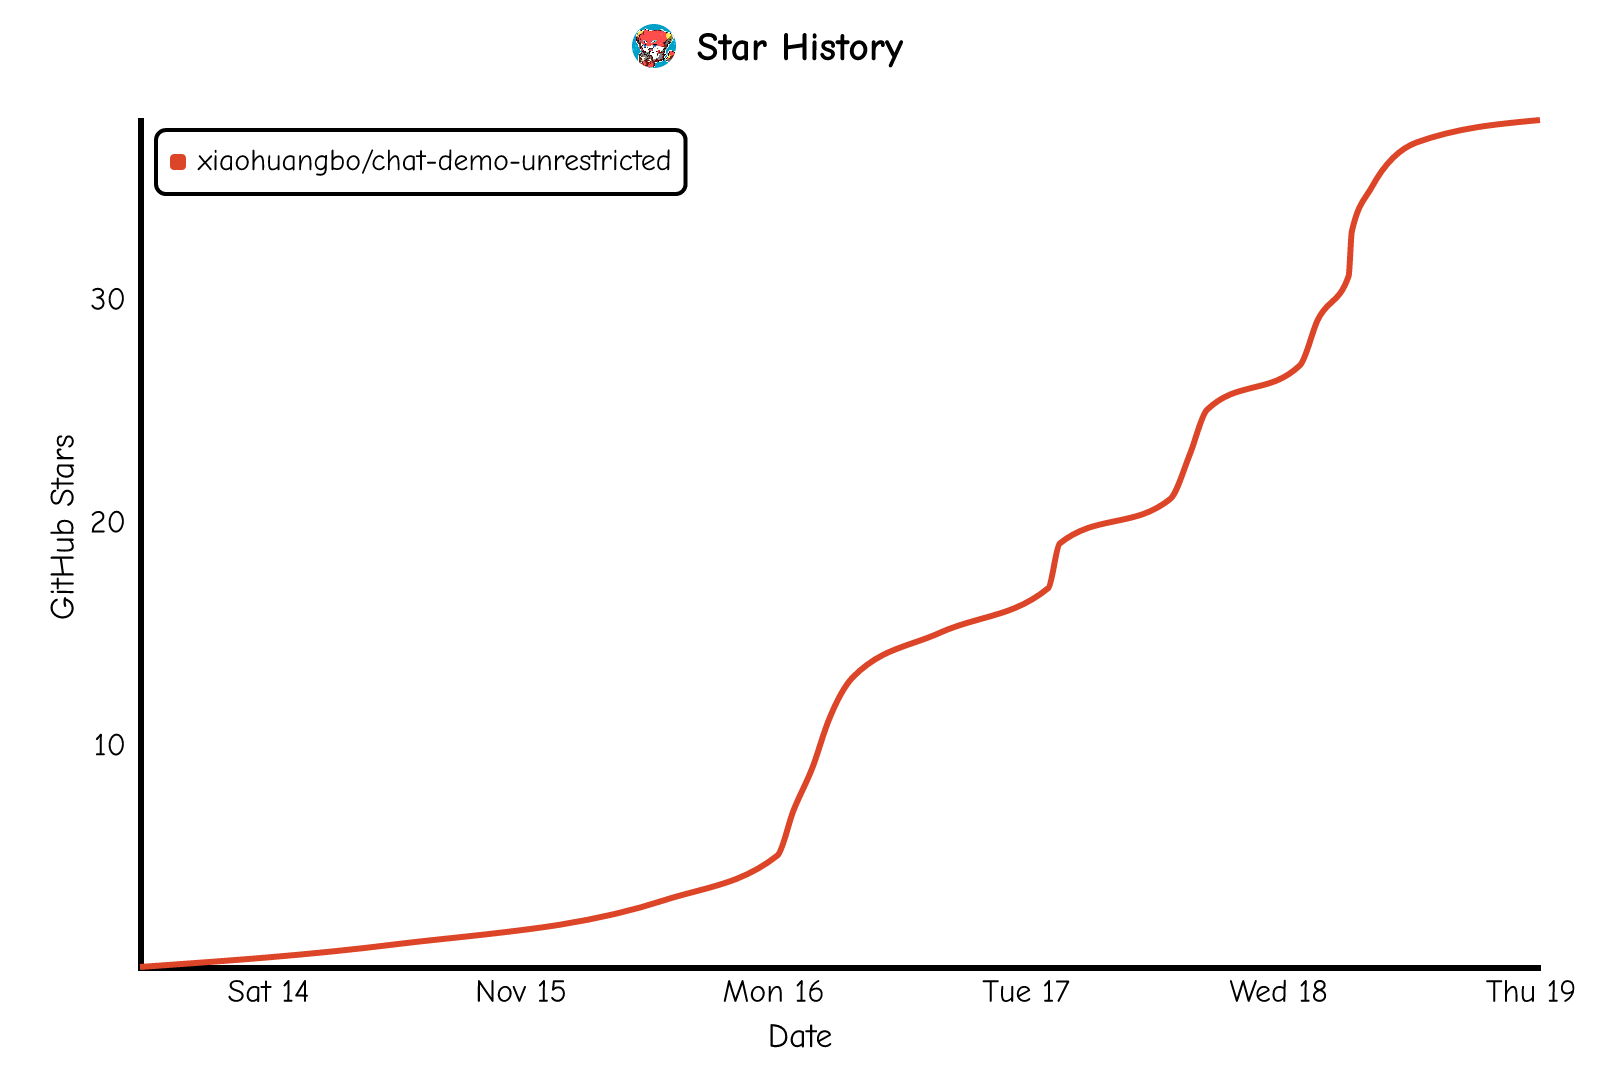 Star History
xiaohuangbo/chat-demo-unrestricted
30
20
10
GitHub Stars
Sat 14
Nov 15
Mon 16
Tue 17
Wed 18
Thu 19
Date